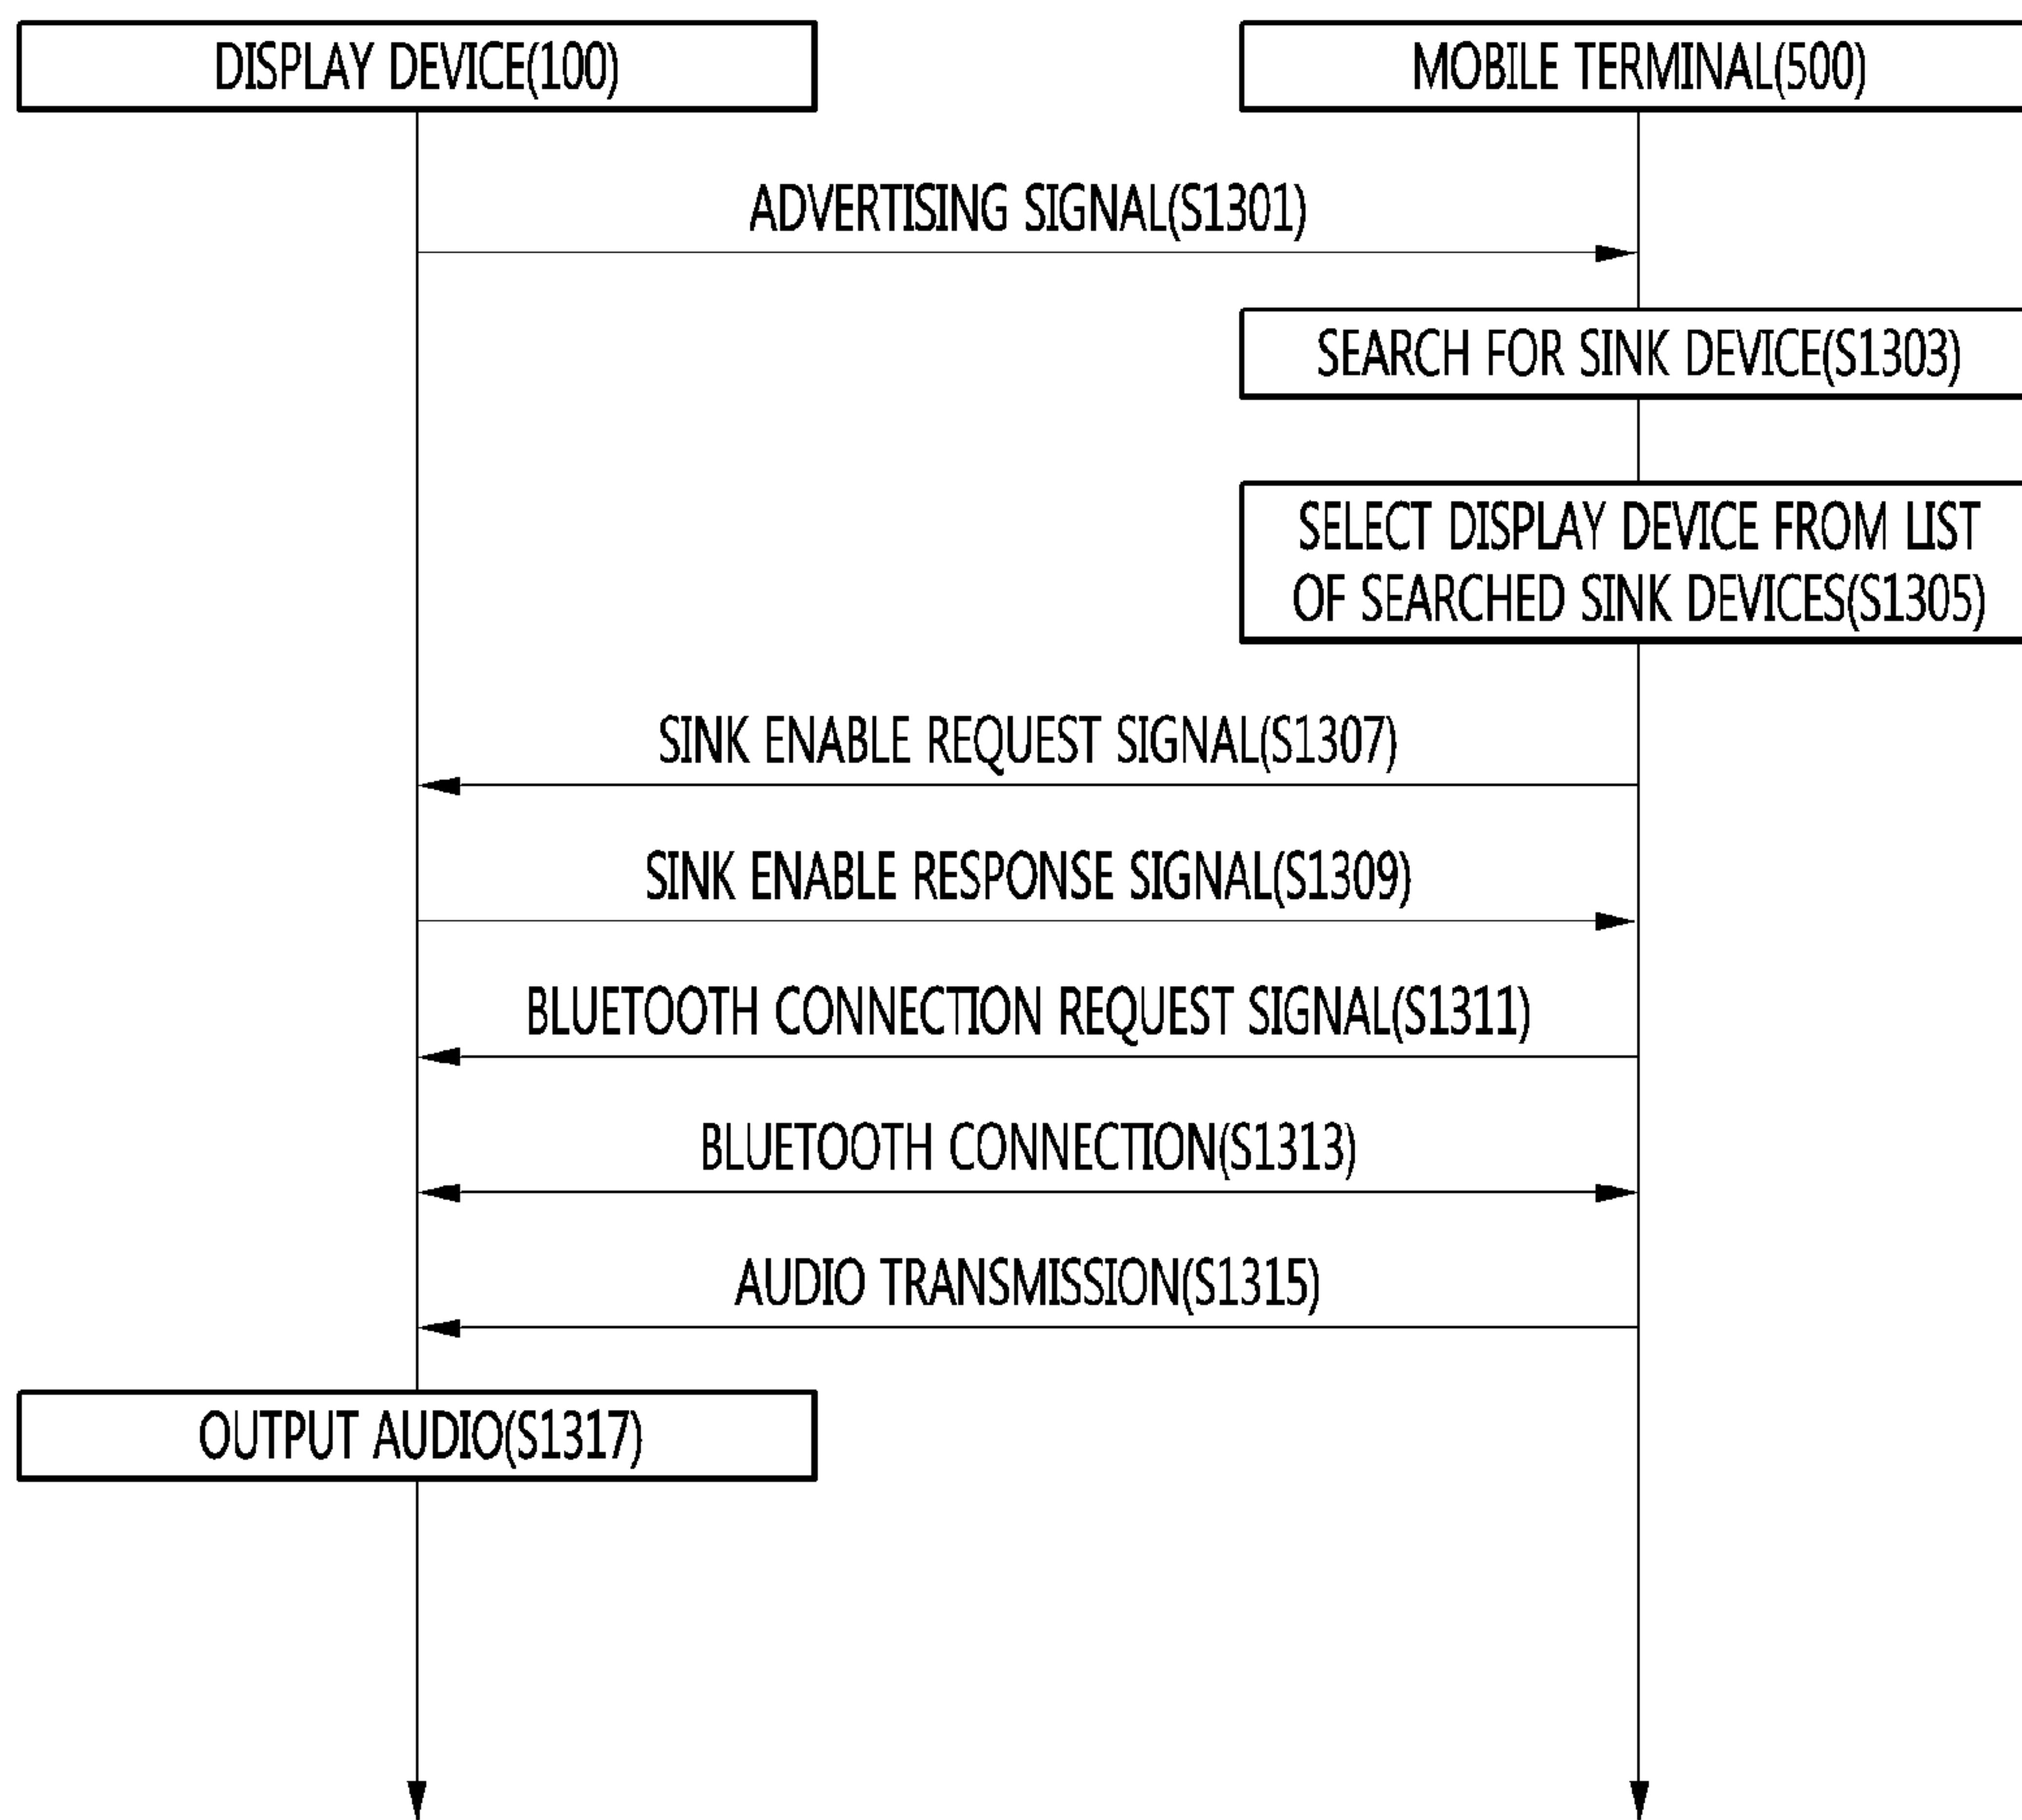 DISPLAY DEVICE(100)
MOBILE TERMINAL(500)
ADVERTISING SIGNAL(S1301)
SEARCH FOR SINK DEVICE(S1303)
SELECT DISPLAY DEVICE FROM LIST
OF SEARCHED SINK DEVICES(S1305)
SINK ENABLE REQUEST SIGNAL(S1307)
SINK ENABLE RESPONSE SIGNAL(S1309)
BLUETOOTH CONNECTION REQUEST SIGNAL(S1311)
BLUETOOTH CONNECTION(S1313)
AUDIO TRANSMISSION(S1315)
OUTPUT AUDIO(S1317)